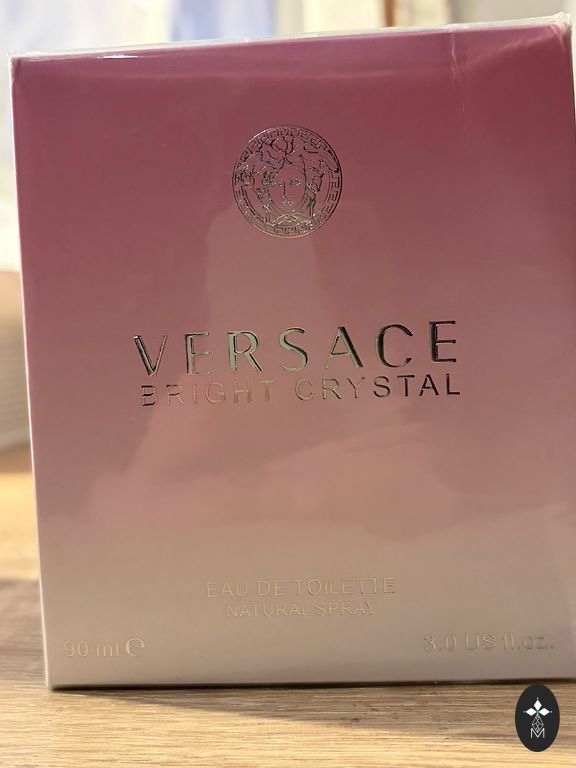 VERSACE
BRIGHT CRYSTAL
EAU DE TOILETTE
NATURAL SPRAY
90 ml ℮
3.0 US fl.oz.
M